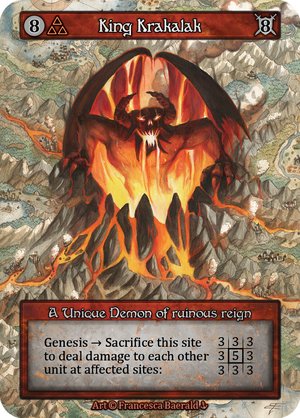 8 King Krakalak 8
A Unique Demon of ruinous reign
Genesis → Sacrifice this site
to deal damage to each other
unit at affected sites:
3 3 3
3 5 3
3 3 3
Art © Francesca Baerald